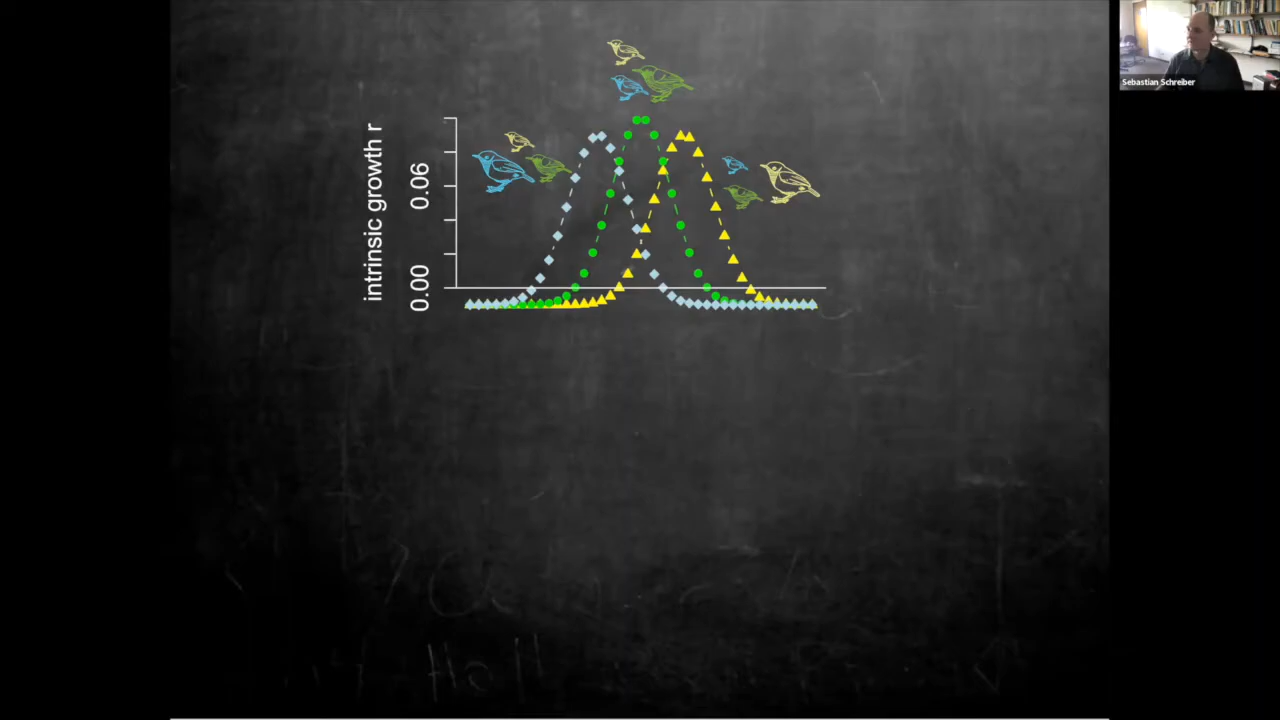 Sebastian Schreiber
intrinsic growth r
0.06
0.00